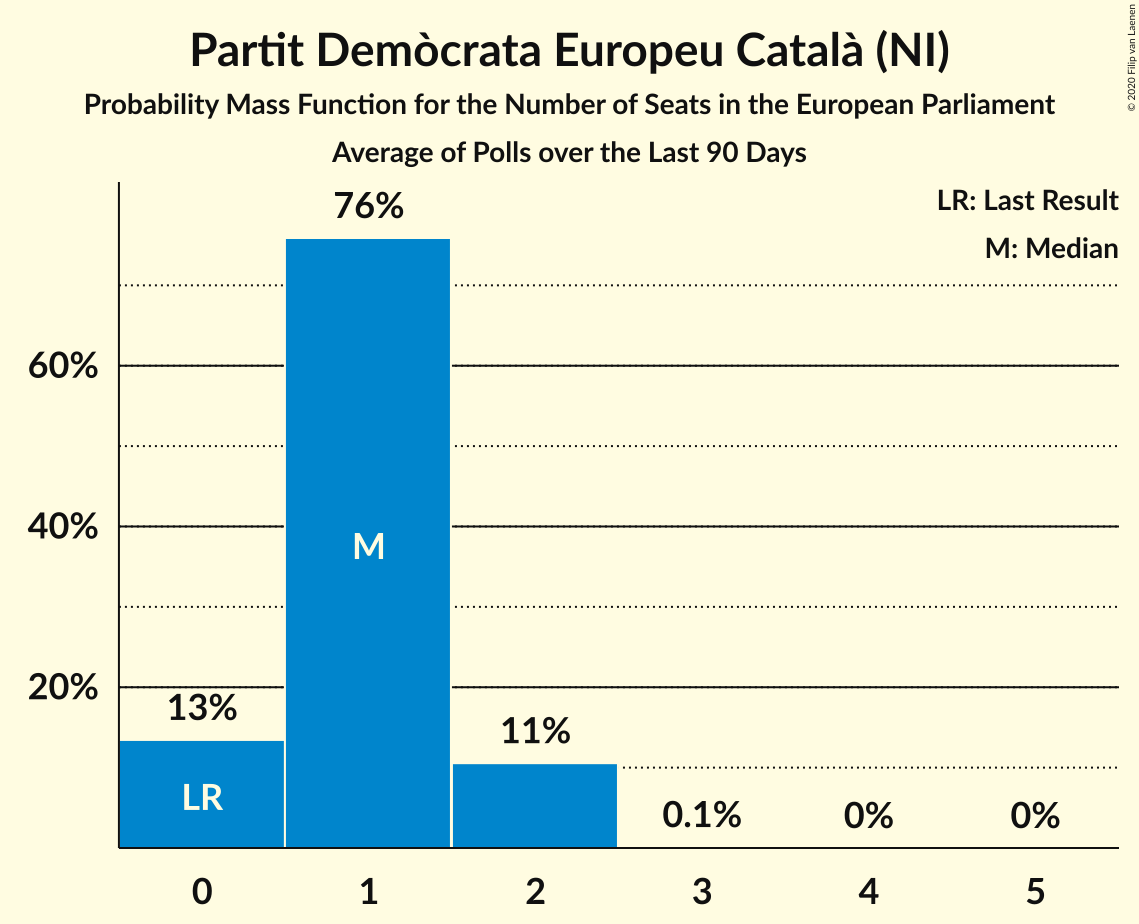 Partit Demòcrata Europeu Català (NI)
Probability Mass Function for the Number of Seats in the European Parliament
Average of Polls over the Last 90 Days
© 2020 Filip van Laenen
LR: Last Result
M: Median
76%
60%
40%
M
20%
13%
11%
LR
0.1%
0%
0%
0
1
2
3
4
5